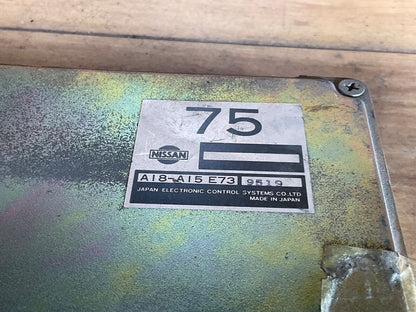 75
NISSAN
A18-A15 E73 9519
JAPAN ELECTRONIC CONTROL SYSTEMS CO.,LTD
MADE IN JAPAN